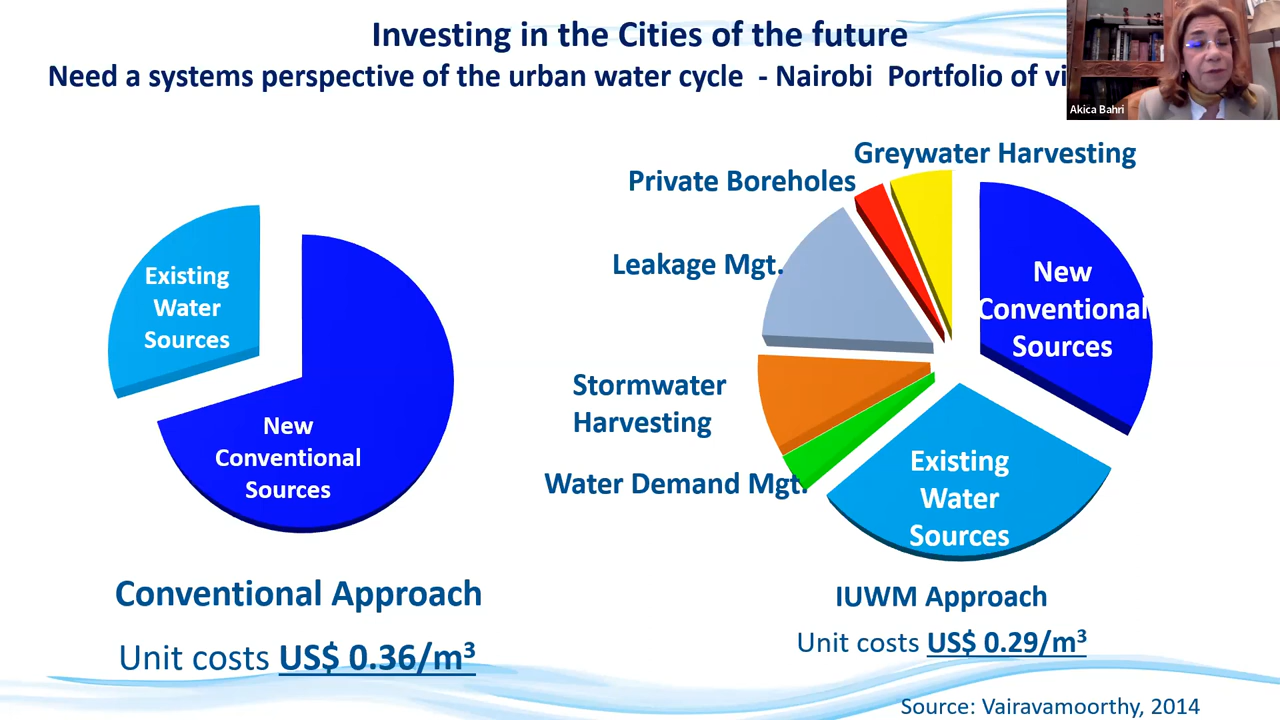 Investing in the Cities of the future
Need a systems perspective of the urban water cycle - Nairobi Portfolio of
Akica Bahri
Existing
Water
Sources
New
Conventional
Sources
Conventional Approach
Unit costs US$ 0.36/m³
Greywater Harvesting
Private Boreholes
Leakage Mgt.
Stormwater
Harvesting
Water Demand Mgt.
New
Conventional
Sources
Existing
Water
Sources
IUWM Approach
Unit costs US$ 0.29/m³
Source: Vairavamoorthy, 2014